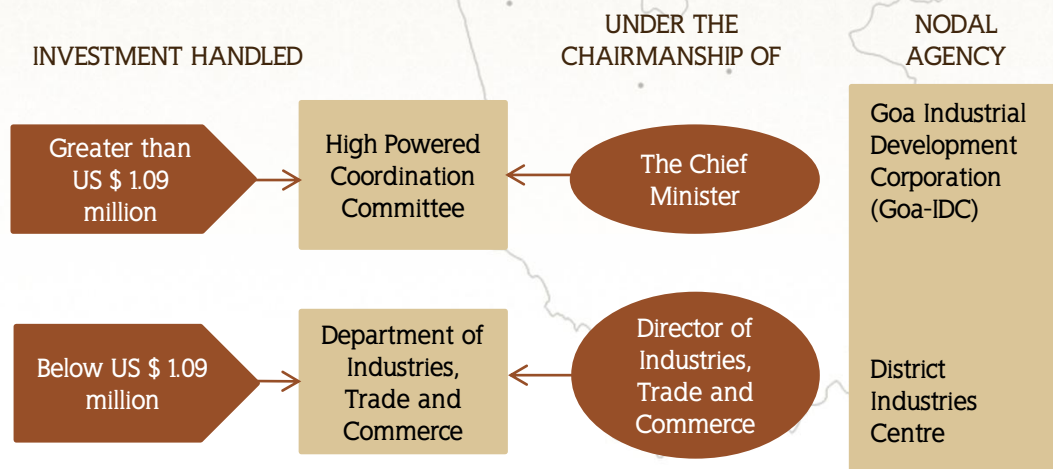 INVESTMENT HANDLED
UNDER THE
CHAIRMANSHIP OF
NODAL
AGENCY
Greater than
US $ 1.09
million
High Powered
Coordination
Committee
The Chief
Minister
Goa Industrial
Development
Corporation
(Goa-IDC)
Below US $ 1.09
million
Department of
Industries,
Trade and
Commerce
Director of
Industries,
Trade and
Commerce
District
Industries
Centre